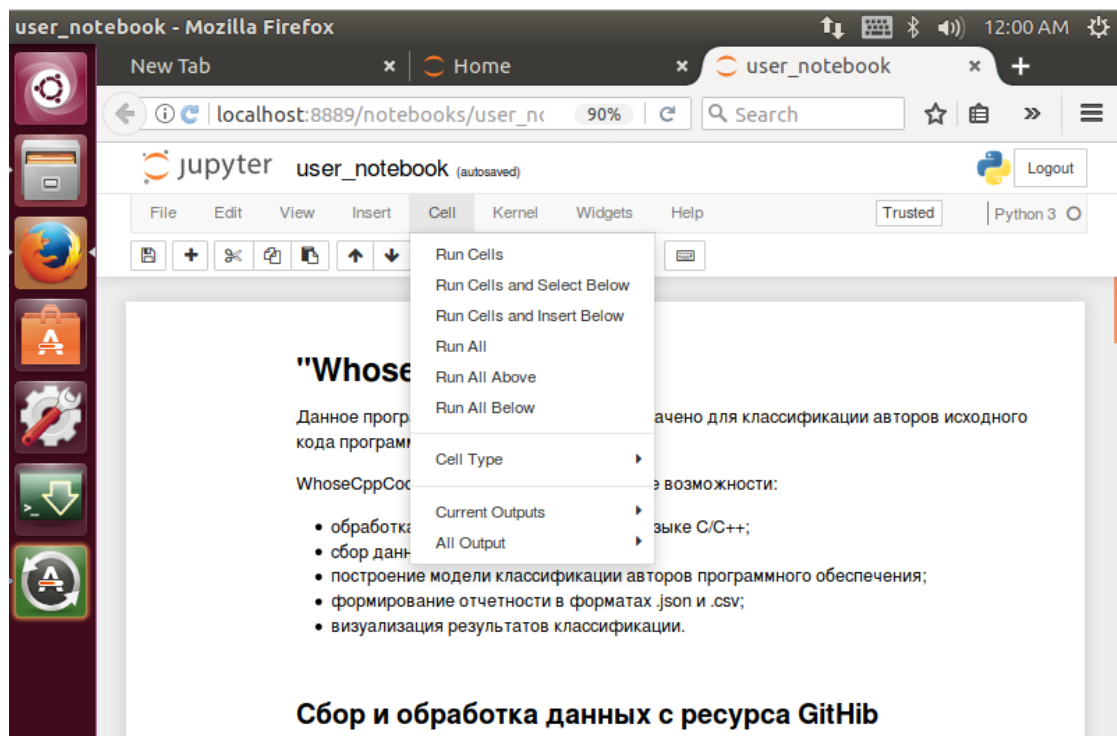 user_notebook - Mozilla Firefox 12:00 AM
New Tab Home user_notebook
localhost:8889/notebooks/user_nc 90% Search
jupyter user_notebook (autosaved) Logout
File Edit View Insert Cell Kernel Widgets Help Trusted Python 3
Run Cells
Run Cells and Select Below
Run Cells and Insert Below
Run All
Run All Above
Run All Below
Cell Type
Current Outputs
All Output
"Whose
Данное прогр ачено для классификации авторов исходного
кода програм
WhoseCppCod е возможности:
обработка зыке C/C++;
сбор данн
построение модели классификации авторов программного обеспечения;
формирование отчетности в форматах .json и .csv;
визуализация результатов классификации.
Сбор и обработка данных с ресурса GitHib